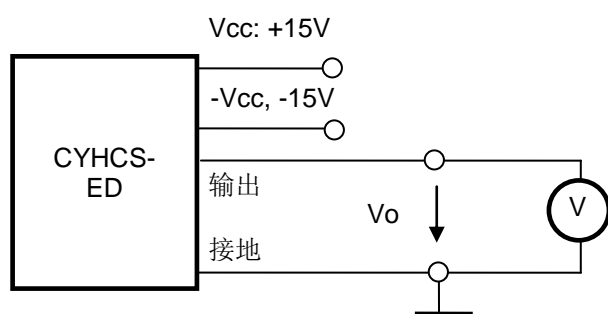 Vcc: +15V
-Vcc, -15V
CYHCS-
ED
输出
Vo
V
接地